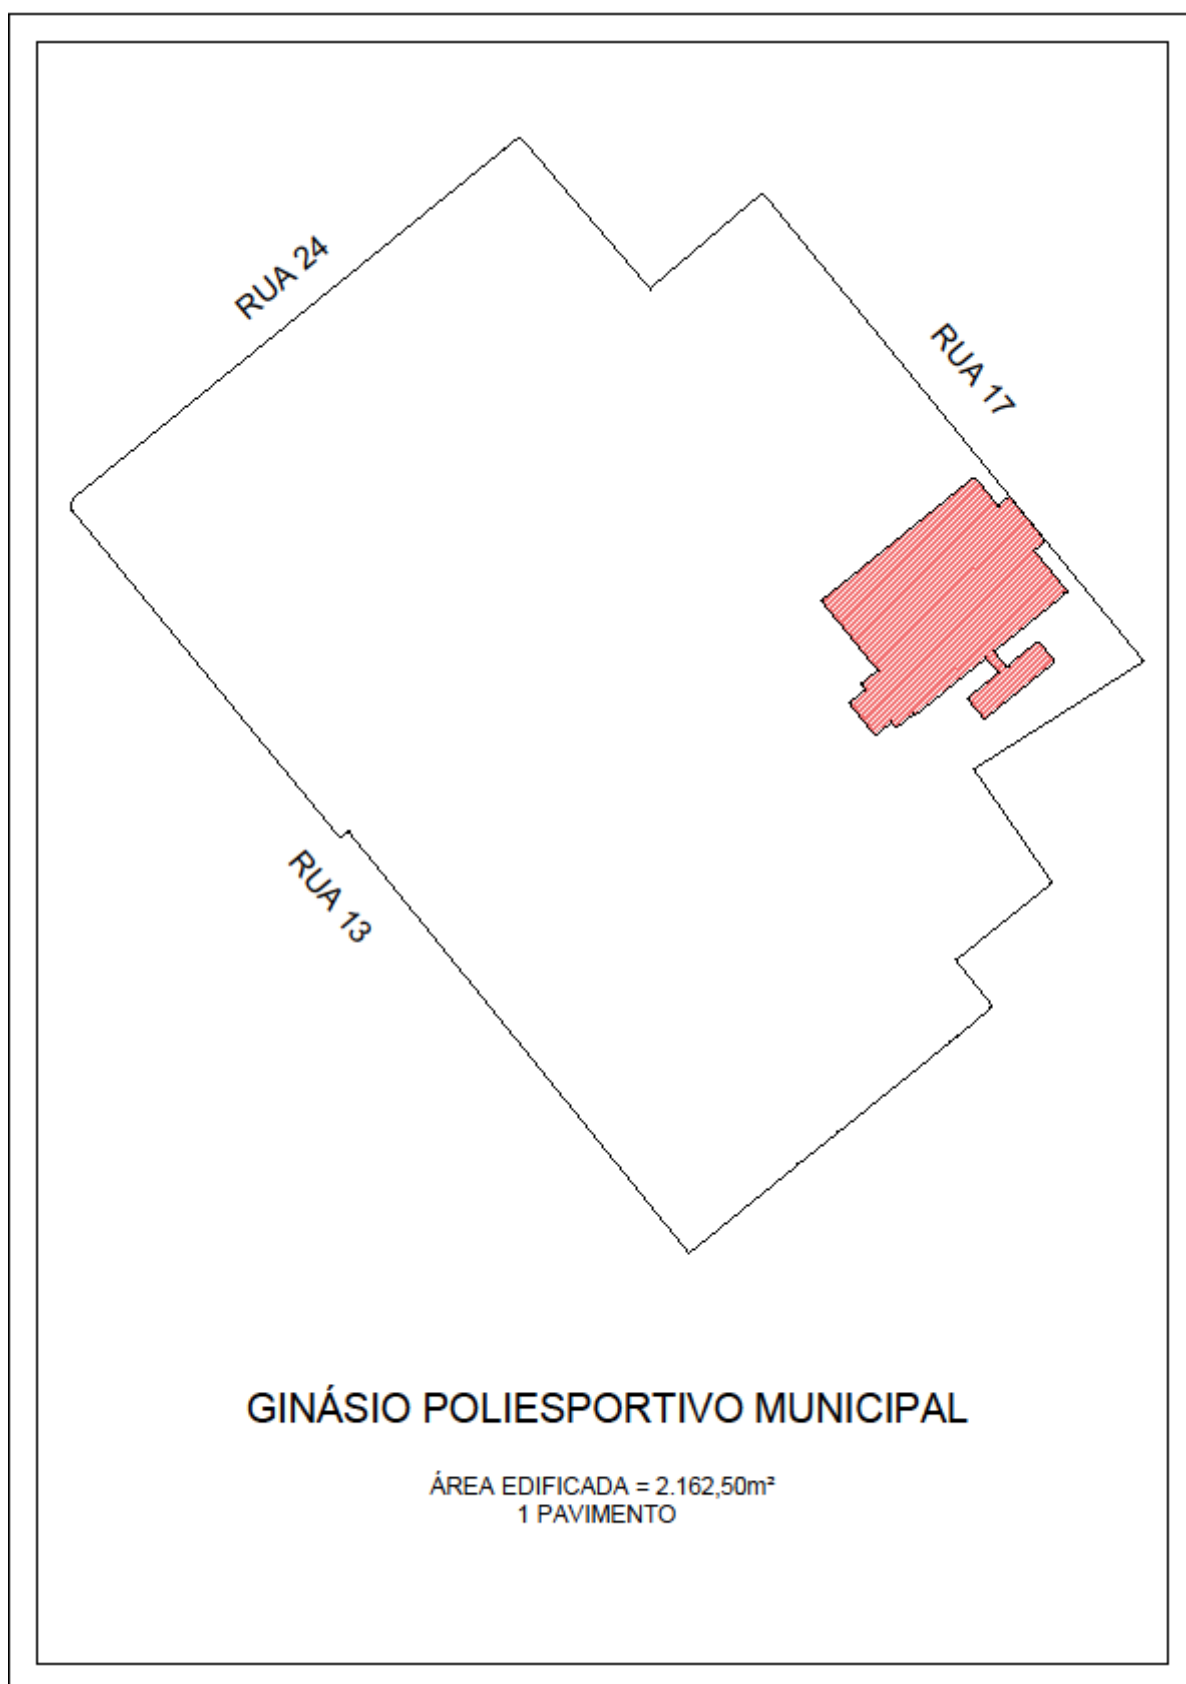 RUA 24
RUA 17
RUA 13
GINÁSIO POLIESPORTIVO MUNICIPAL
ÁREA EDIFICADA = 2.162,50m²
1 PAVIMENTO